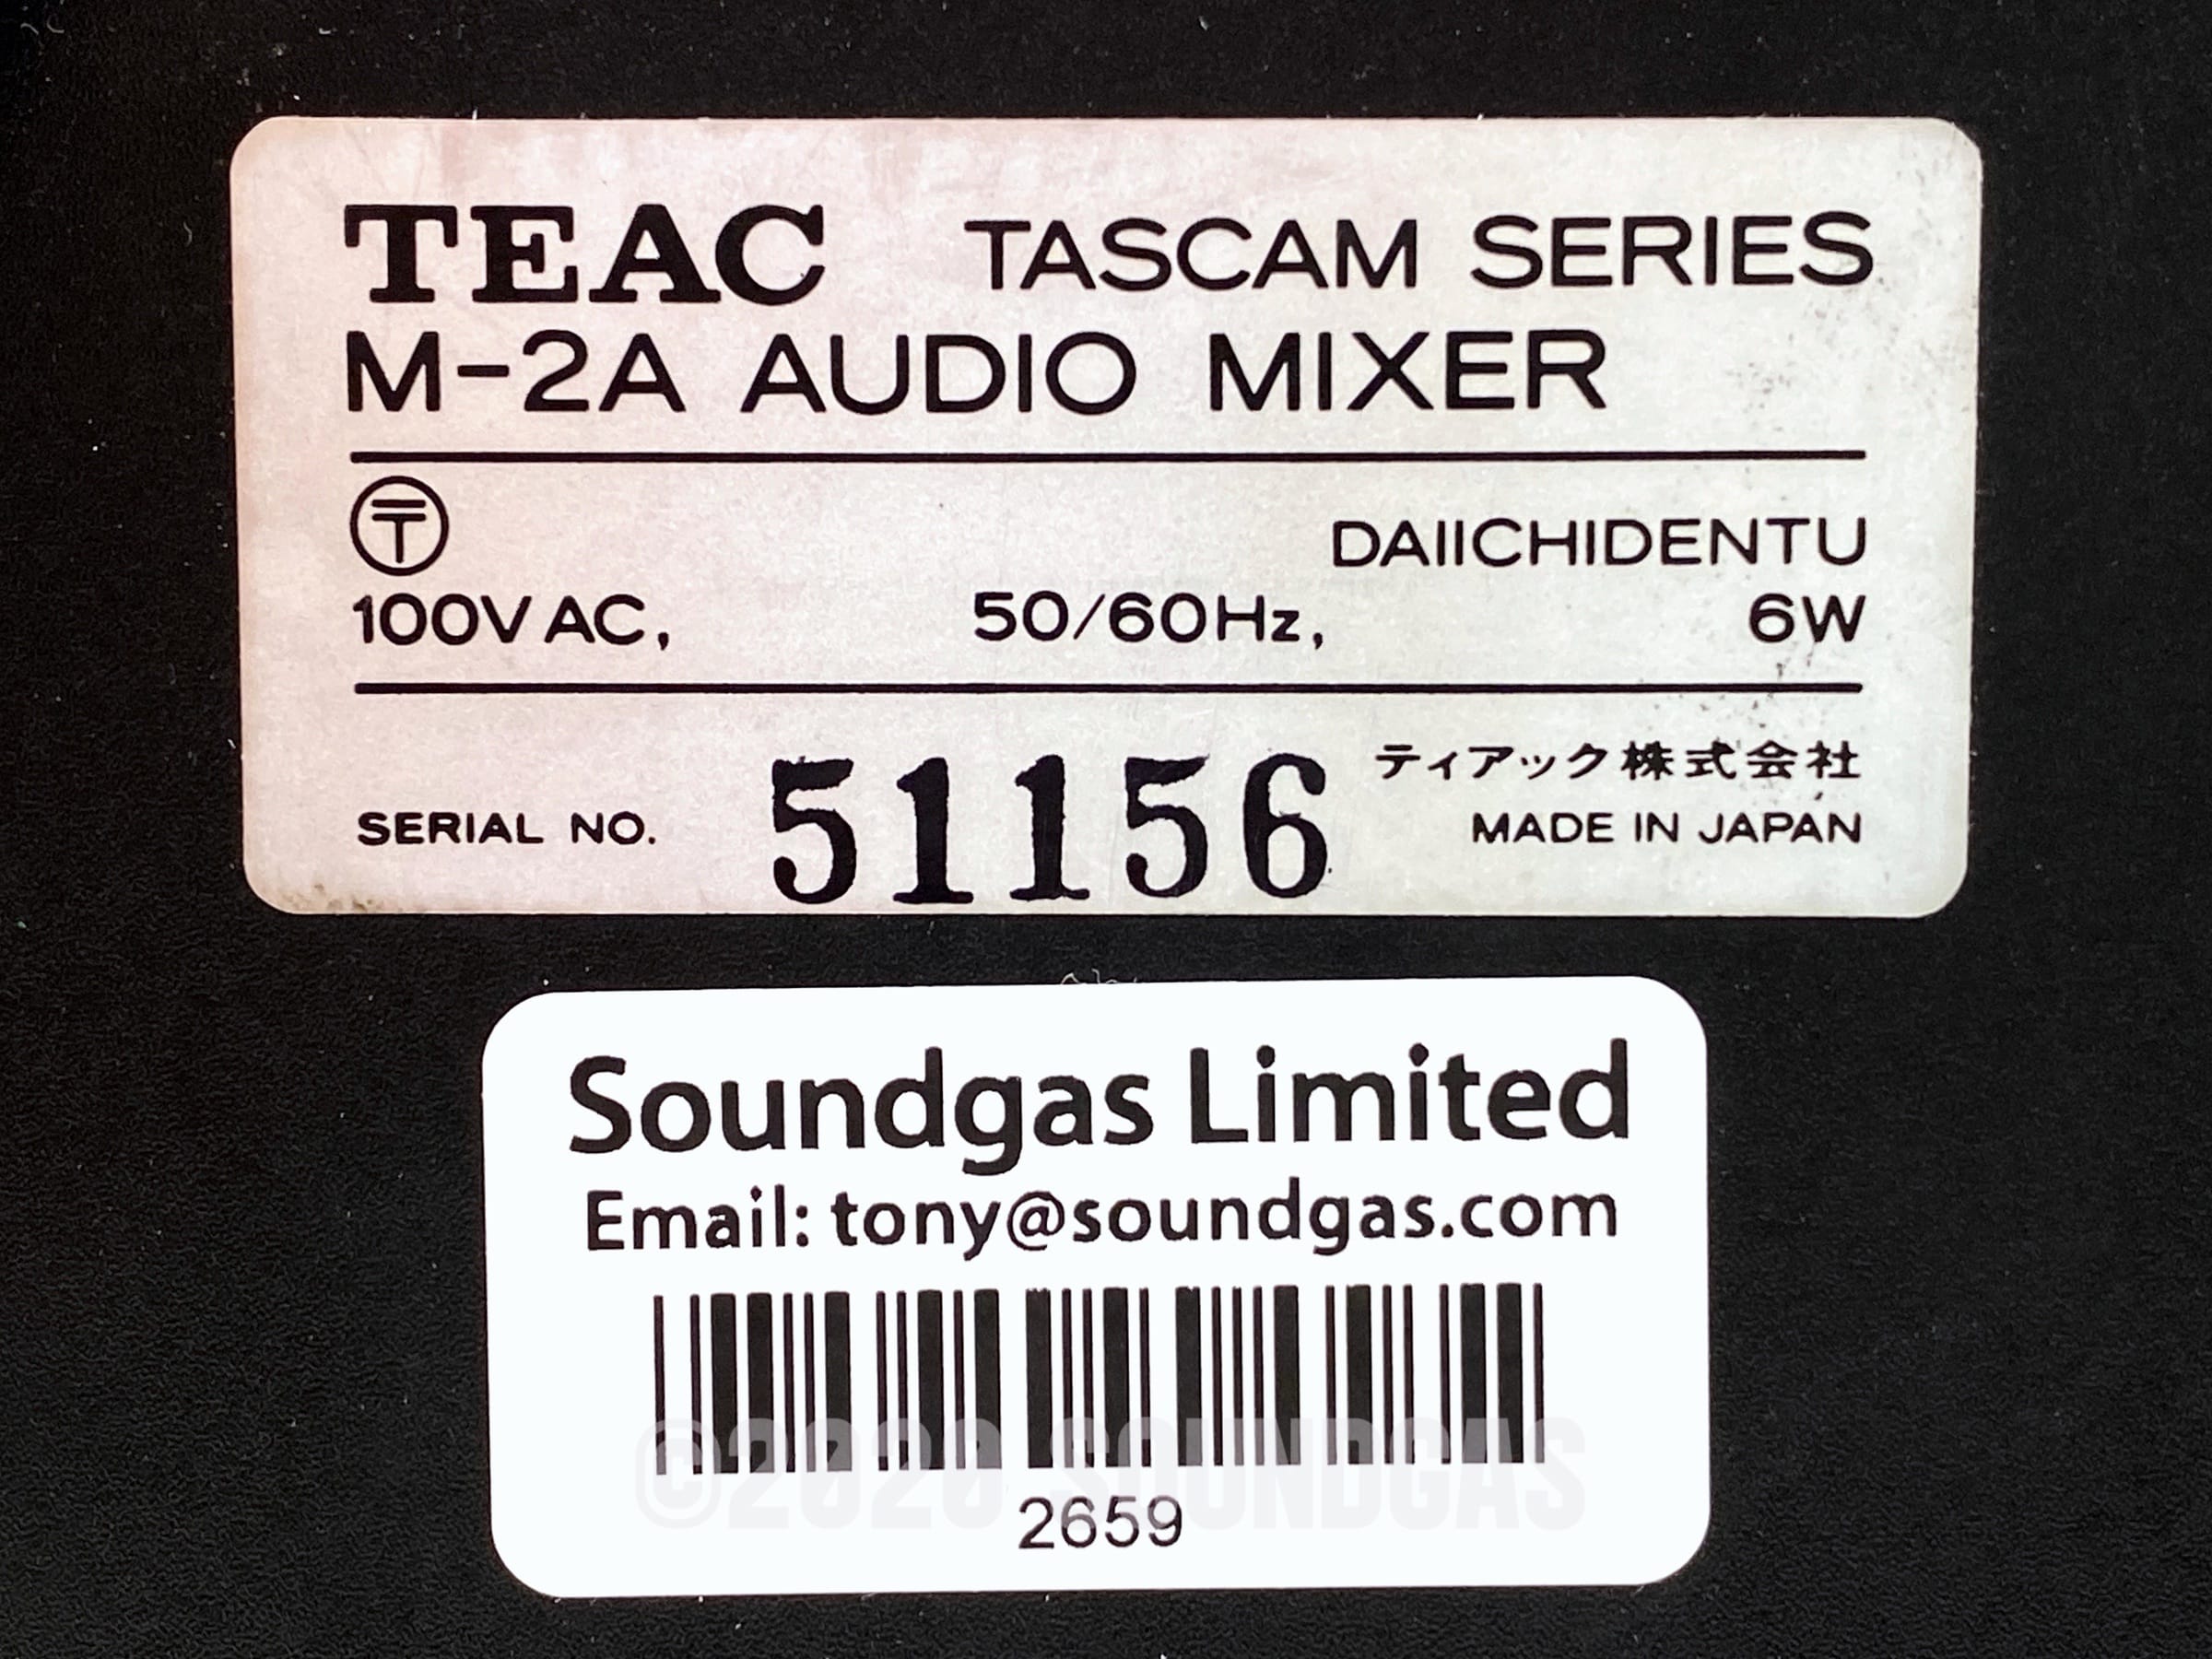 TEAC TASCAM SERIES
M-2A AUDIO MIXER
〒 DAIICHIDENTU
100V AC, 50/60Hz, 6W
ティアック株式会社
SERIAL NO. 51156 MADE IN JAPAN
Soundgas Limited
Email: tony@soundgas.com
©2020 SOUNDGAS
2659